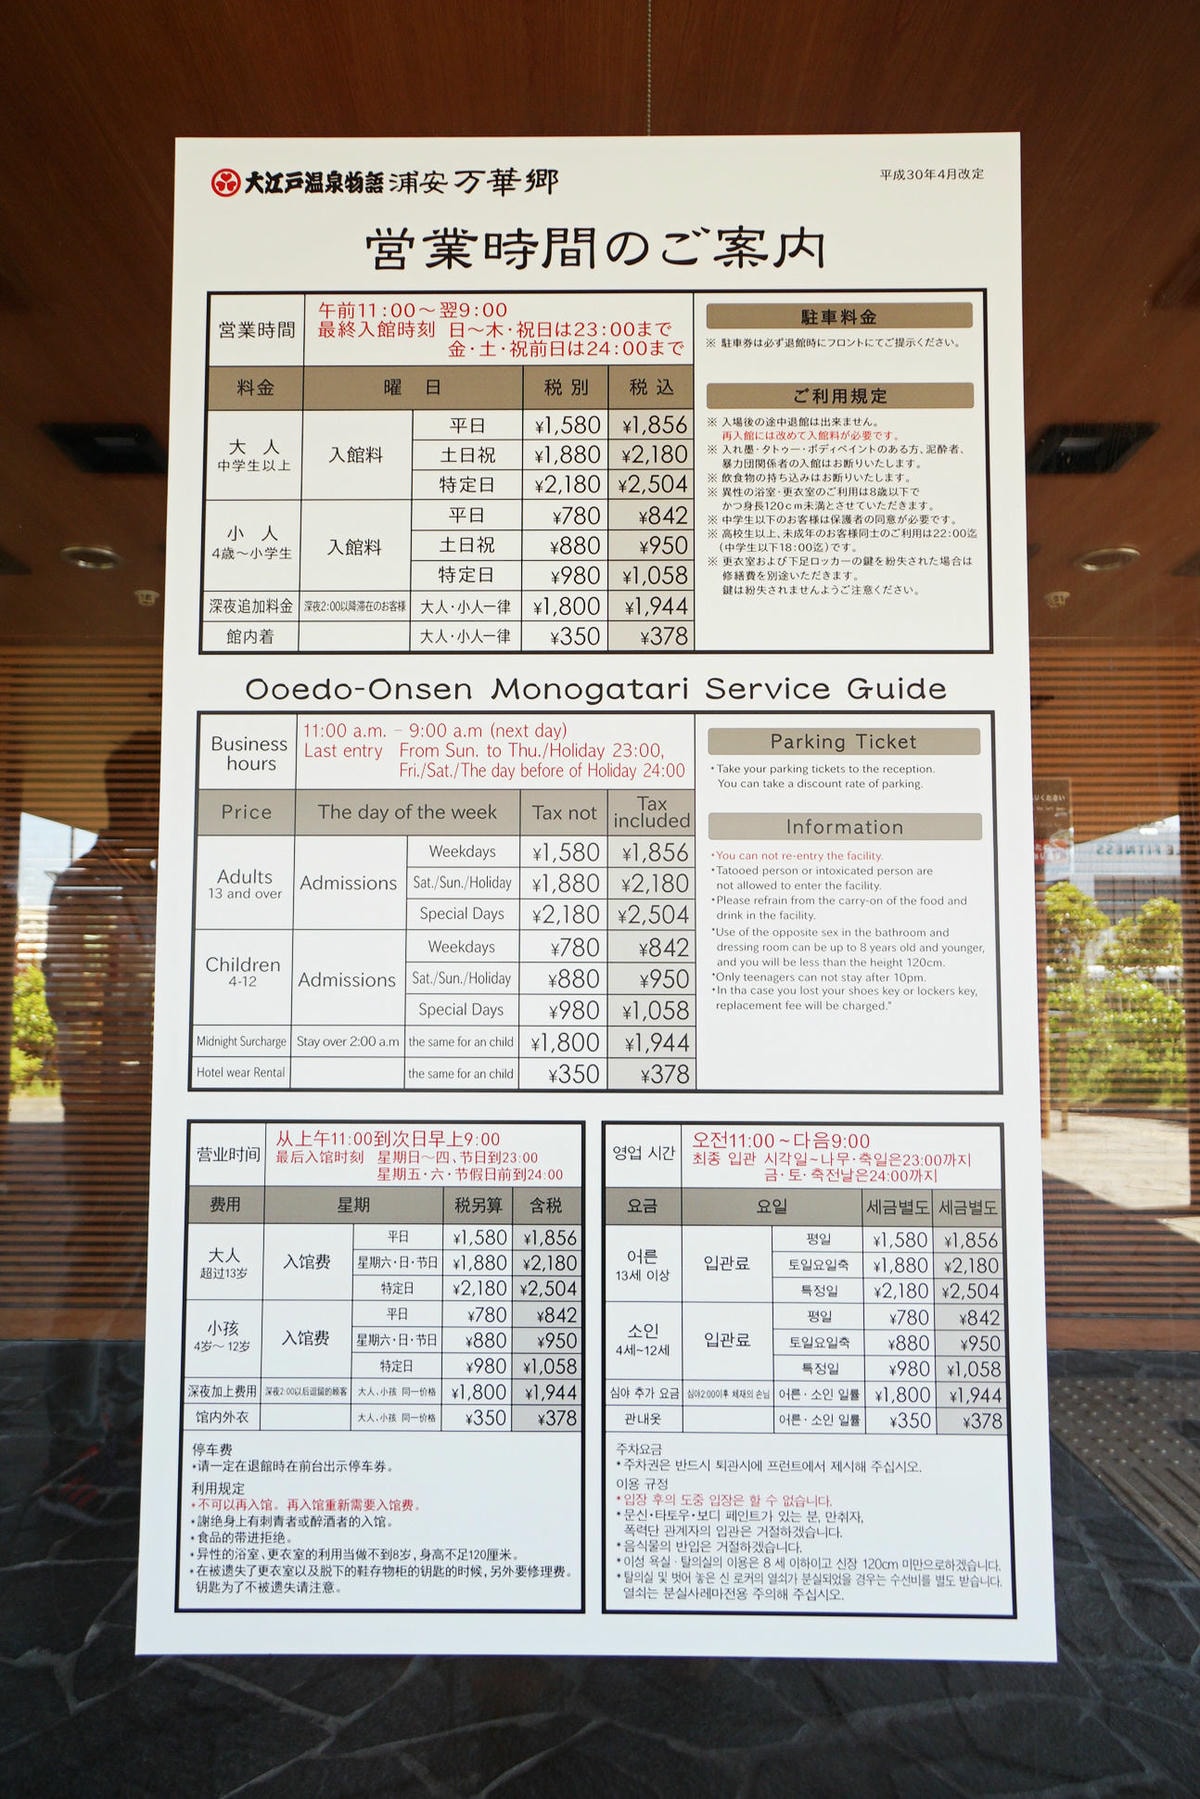 大江戸温泉物語 浦安万華郷
平成30年4月改定
営業時間のご案内
営業時間
午前11:00～翌9:00
最終入館時刻 日～木・祝日は23:00まで
金・土・祝前日は24:00まで
料金 曜 日 税 別 税 込
大 人
中学生以上
入館料
平日 ¥1,580 ¥1,856
土日祝 ¥1,880 ¥2,180
特定日 ¥2,180 ¥2,504
小 人
4歳～小学生
入館料
平日 ¥780 ¥842
土日祝 ¥880 ¥950
特定日 ¥980 ¥1,058
深夜追加料金 深夜2:00以降滞在のお客様 大人・小人一律 ¥1,800 ¥1,944
館内着 大人・小人一律 ¥350 ¥378
駐車料金
※ 駐車券は必ず退館時にフロントにてご提示ください。
ご利用規定
※ 入場後の途中退館は出来ません。
再入館には改めて入館料が必要です。
※ 入れ墨・タトゥー・ボディペイントのある方、泥酔者、
暴力団関係者の入館はお断りいたします。
※ 飲食物の持ち込みはお断りいたします。
※ 異性の浴室・更衣室のご利用は8歳以下で
かつ身長120cm未満とさせていただきます。
※ 中学生以下のお客様は保護者の同意が必要です。
※ 高校生以上、未成年のお客様同士のご利用は22:00迄
(中学生以下18:00迄)です。
※ 更衣室および下足ロッカーの鍵を紛失された場合は
修繕費を別途いただきます。
鍵は紛失されませんようご注意ください。
Ooedo-Onsen Monogatari Service Guide
Business
hours
11:00 a.m. – 9:00 a.m (next day)
Last entry From Sun. to Thu./Holiday 23:00,
Fri./Sat./The day before of Holiday 24:00
Price The day of the week Tax not Tax
included
Adults
13 and over
Admissions
Weekdays ¥1,580 ¥1,856
Sat./Sun./Holiday ¥1,880 ¥2,180
Special Days ¥2,180 ¥2,504
Children
4-12
Admissions
Weekdays ¥780 ¥842
Sat./Sun./Holiday ¥880 ¥950
Special Days ¥980 ¥1,058
Midnight Surcharge Stay over 2:00 a.m the same for an child ¥1,800 ¥1,944
Hotel wear Rental the same for an child ¥350 ¥378
Parking Ticket
•Take your parking tickets to the reception.
You can take a discount rate of parking.
Information
•You can not re-entry the facility.
•Tatooed person or intoxicated person are
not allowed to enter the facility.
•Please refrain from the carry-on of the food and
drink in the facility.
"Use of the opposite sex in the bathroom and
dressing room can be up to 8 years old and younger,
and you will be less than the height 120cm.
"Only teenagers can not stay after 10pm.
•In tha case you lost your shoes key or lockers key,
replacement fee will be charged."
营业时间
从上午11:00到次日早上9:00
最后入馆时刻 星期日～四、节日到23:00
星期五・六・节假日前到24:00
费用 星期 税另算 含税
大人
超过13岁
入馆费
平日 ¥1,580 ¥1,856
星期六・日・节日 ¥1,880 ¥2,180
特定日 ¥2,180 ¥2,504
小孩
4岁～12岁
入馆费
平日 ¥780 ¥842
星期六・日・节日 ¥880 ¥950
特定日 ¥980 ¥1,058
深夜加上费用 深夜2:00以后逗留的顾客 大人、小孩 同一价格 ¥1,800 ¥1,944
馆内外衣 大人、小孩 同一价格 ¥350 ¥378
停车费
•请一定在退館時在前台出示停车券。
利用规定
•不可以再入馆。再入馆重新需要入馆费。
•謝绝身上有刺青者或醉酒者的入馆。
•食品的带进拒绝。
•异性的浴室、更衣室的利用当做不到8岁，身高不足120厘米。
•在被遗失了更衣室以及脱下的鞋存物柜的钥匙的时候，另外要修理费。
钥匙为了不被遗失请注意。
영업 시간
오전11:00～다음9:00
최종 입관 시각일～나무·축일은23:00까지
금·토·축전날은24:00까지
요금 요일 세금별도 세금별도
어른
13세 이상
입관료
평일 ¥1,580 ¥1,856
토일요일축 ¥1,880 ¥2,180
특정일 ¥2,180 ¥2,504
소인
4세~12세
입관료
평일 ¥780 ¥842
토일요일축 ¥880 ¥950
특정일 ¥980 ¥1,058
심야 추가 요금 심야2:00이후 체재의 손님 어른·소인 일률 ¥1,800 ¥1,944
관내옷 어른·소인 일률 ¥350 ¥378
주차요금
•주차권은 반드시 퇴관시에 프런트에서 제시해 주십시오.
이용 규정
•입장 후의 도중 입장은 할 수 없습니다.
•문신·타토우·보디 페인트가 있는 분, 만취자,
폭력단 관계자의 입관은 거절하겠습니다.
•음식물의 반입은 거절하겠습니다.
•이성 욕실·탈의실의 이용은 8 세 이하이고 신장 120cm 미만으로하겠습니다.
•탈의실 및 벗어 놓은 신 로커의 열쇠가 분실되었을 경우는 수선비를 별도 받습니다.
열쇠는 분실사레마전용 주의해 주십시오.